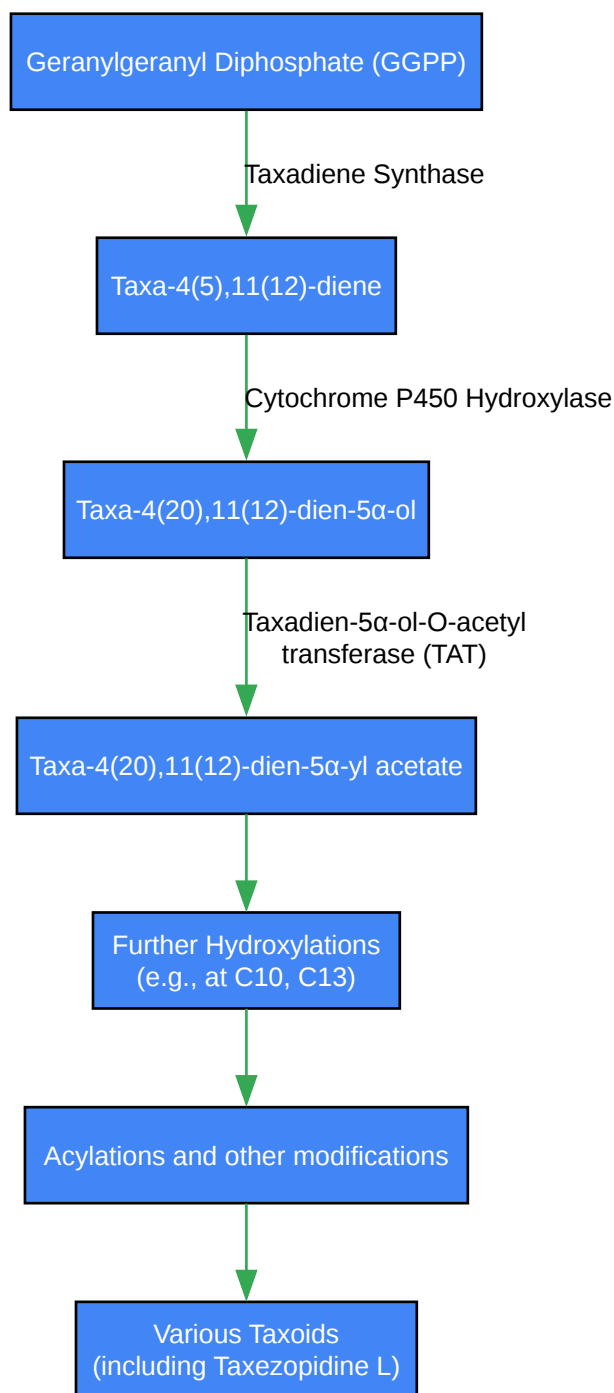 Geranylgeranyl Diphosphate (GGPP)
Taxadiene Synthase
Taxa-4(5),11(12)-diene
Cytochrome P450 Hydroxylase
Taxa-4(20),11(12)-dien-5α-ol
Taxadien-5α-ol-O-acetyl
transferase (TAT)
Taxa-4(20),11(12)-dien-5α-yl acetate
Further Hydroxylations
(e.g., at C10, C13)
Acylations and other modifications
Various Taxoids
(including Taxezopidine L)